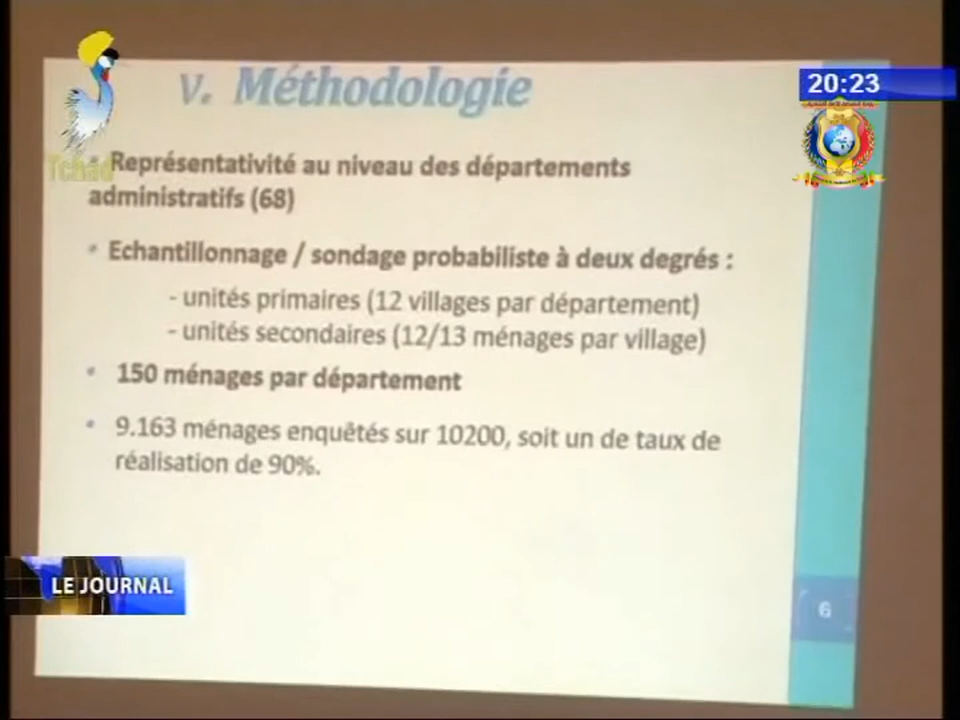 V. Méthodologie
20:23
Tchad
• Représentativité au niveau des départements
administratifs (68)
• Echantillonnage / sondage probabiliste à deux degrés :
- unités primaires (12 villages par département)
- unités secondaires (12/13 ménages par village)
• 150 ménages par département
• 9.163 ménages enquêtés sur 10200, soit un de taux de
réalisation de 90%.
LE JOURNAL
6